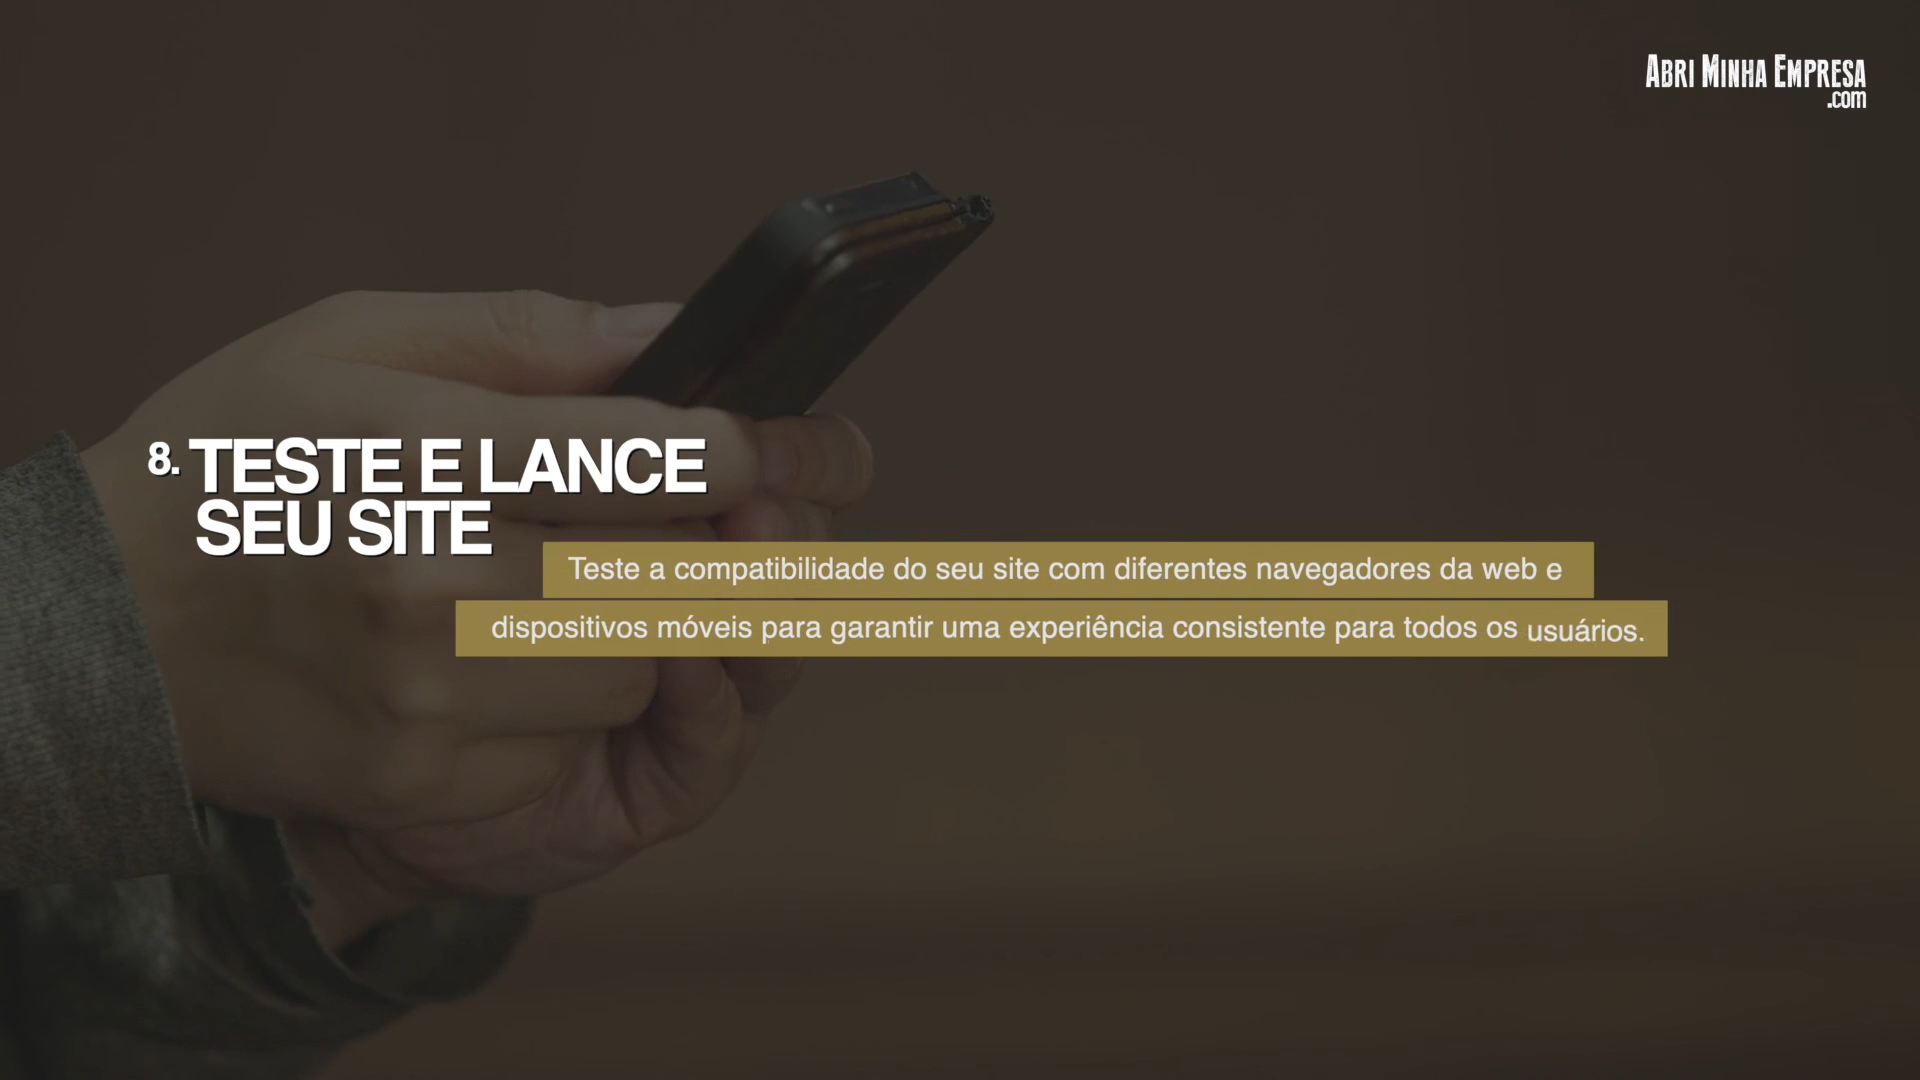 ABRI MINHA EMPRESA
.com
8. TESTE E LANCE
SEU SITE
Teste a compatibilidade do seu site com diferentes navegadores da web e
dispositivos móveis para garantir uma experiência consistente para todos os usuários.